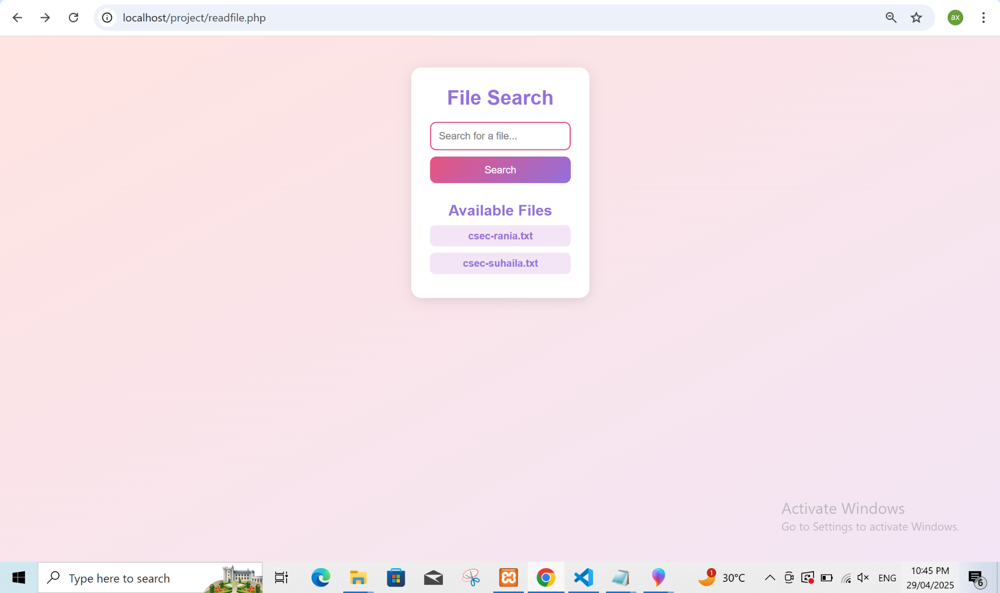 localhost/project/readfile.php
ax
File Search
Search for a file...
Search
Available Files
csec-rania.txt
csec-suhaila.txt
Activate Windows
Go to Settings to activate Windows.
Type here to search
1
30°C
ENG
10:45 PM
29/04/2025
6